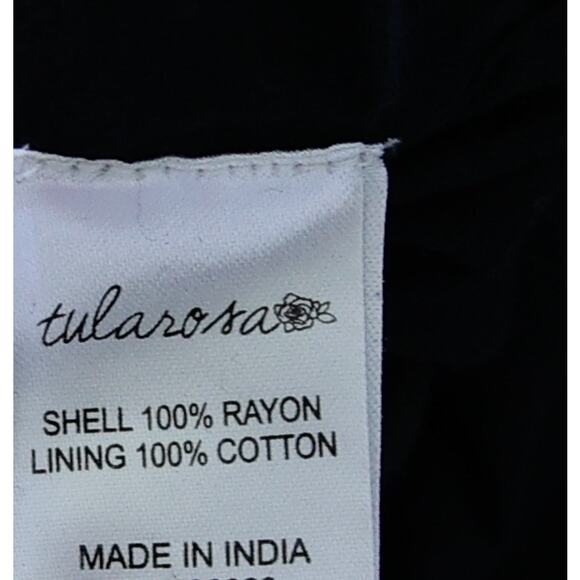 tularosa
SHELL 100% RAYON
LINING 100% COTTON
MADE IN INDIA